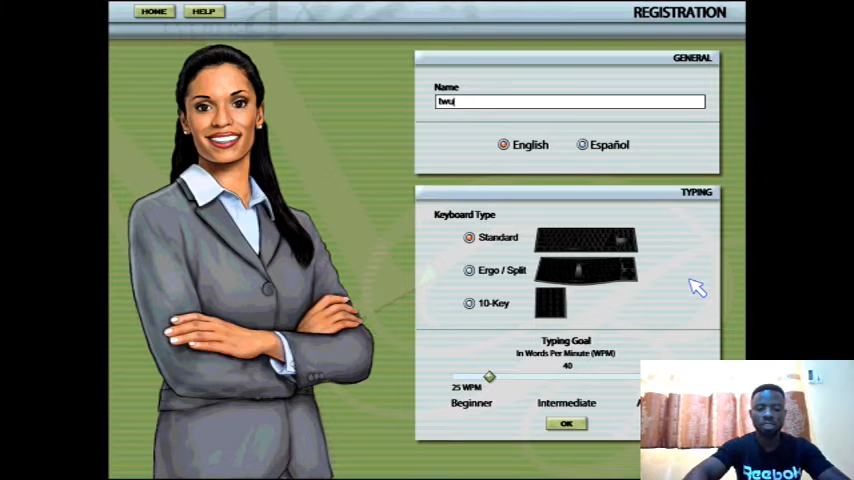 HOME HELP REGISTRATION
GENERAL
Name
twu
English Español
TYPING
Keyboard Type
Standard
Ergo / Split
10-Key
Typing Goal
In Words Per Minute (WPM)
40
25 WPM
Beginner Intermediate
OK
Reebok